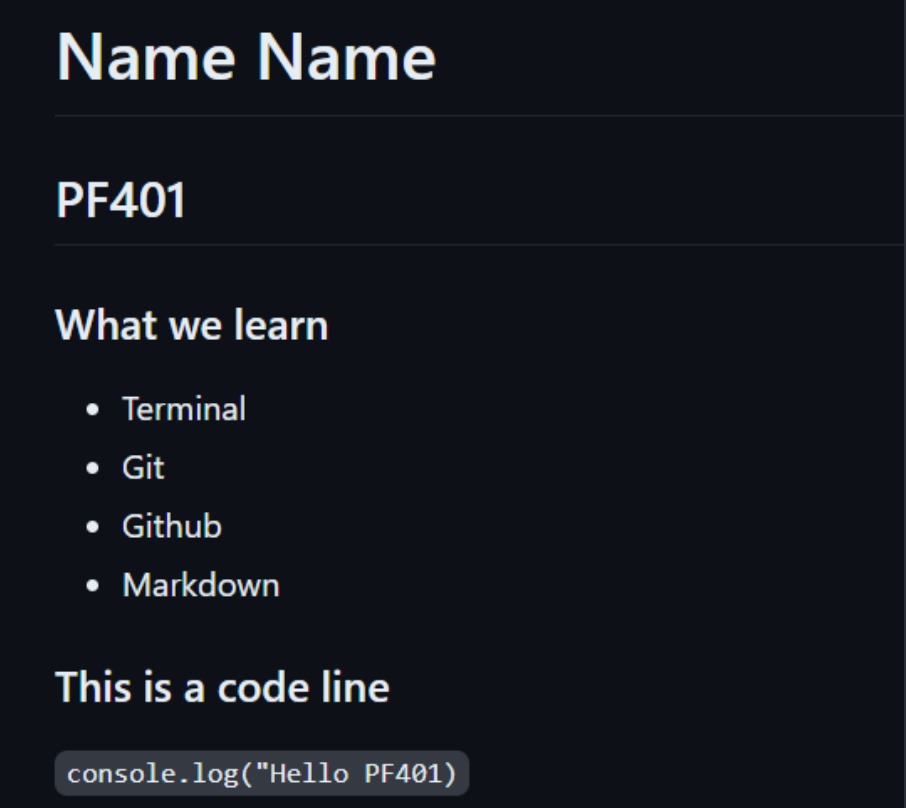 Name Name
PF401
What we learn
Terminal
Git
Github
Markdown
This is a code line
console.log("Hello PF401)